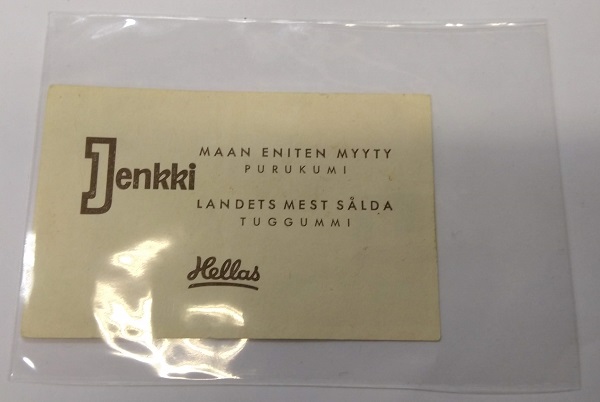 Jenkki
MAAN ENITEN MYYTY
PURUKUMI
LANDETS MEST SÅLDA
TUGGUMMI
Hellas